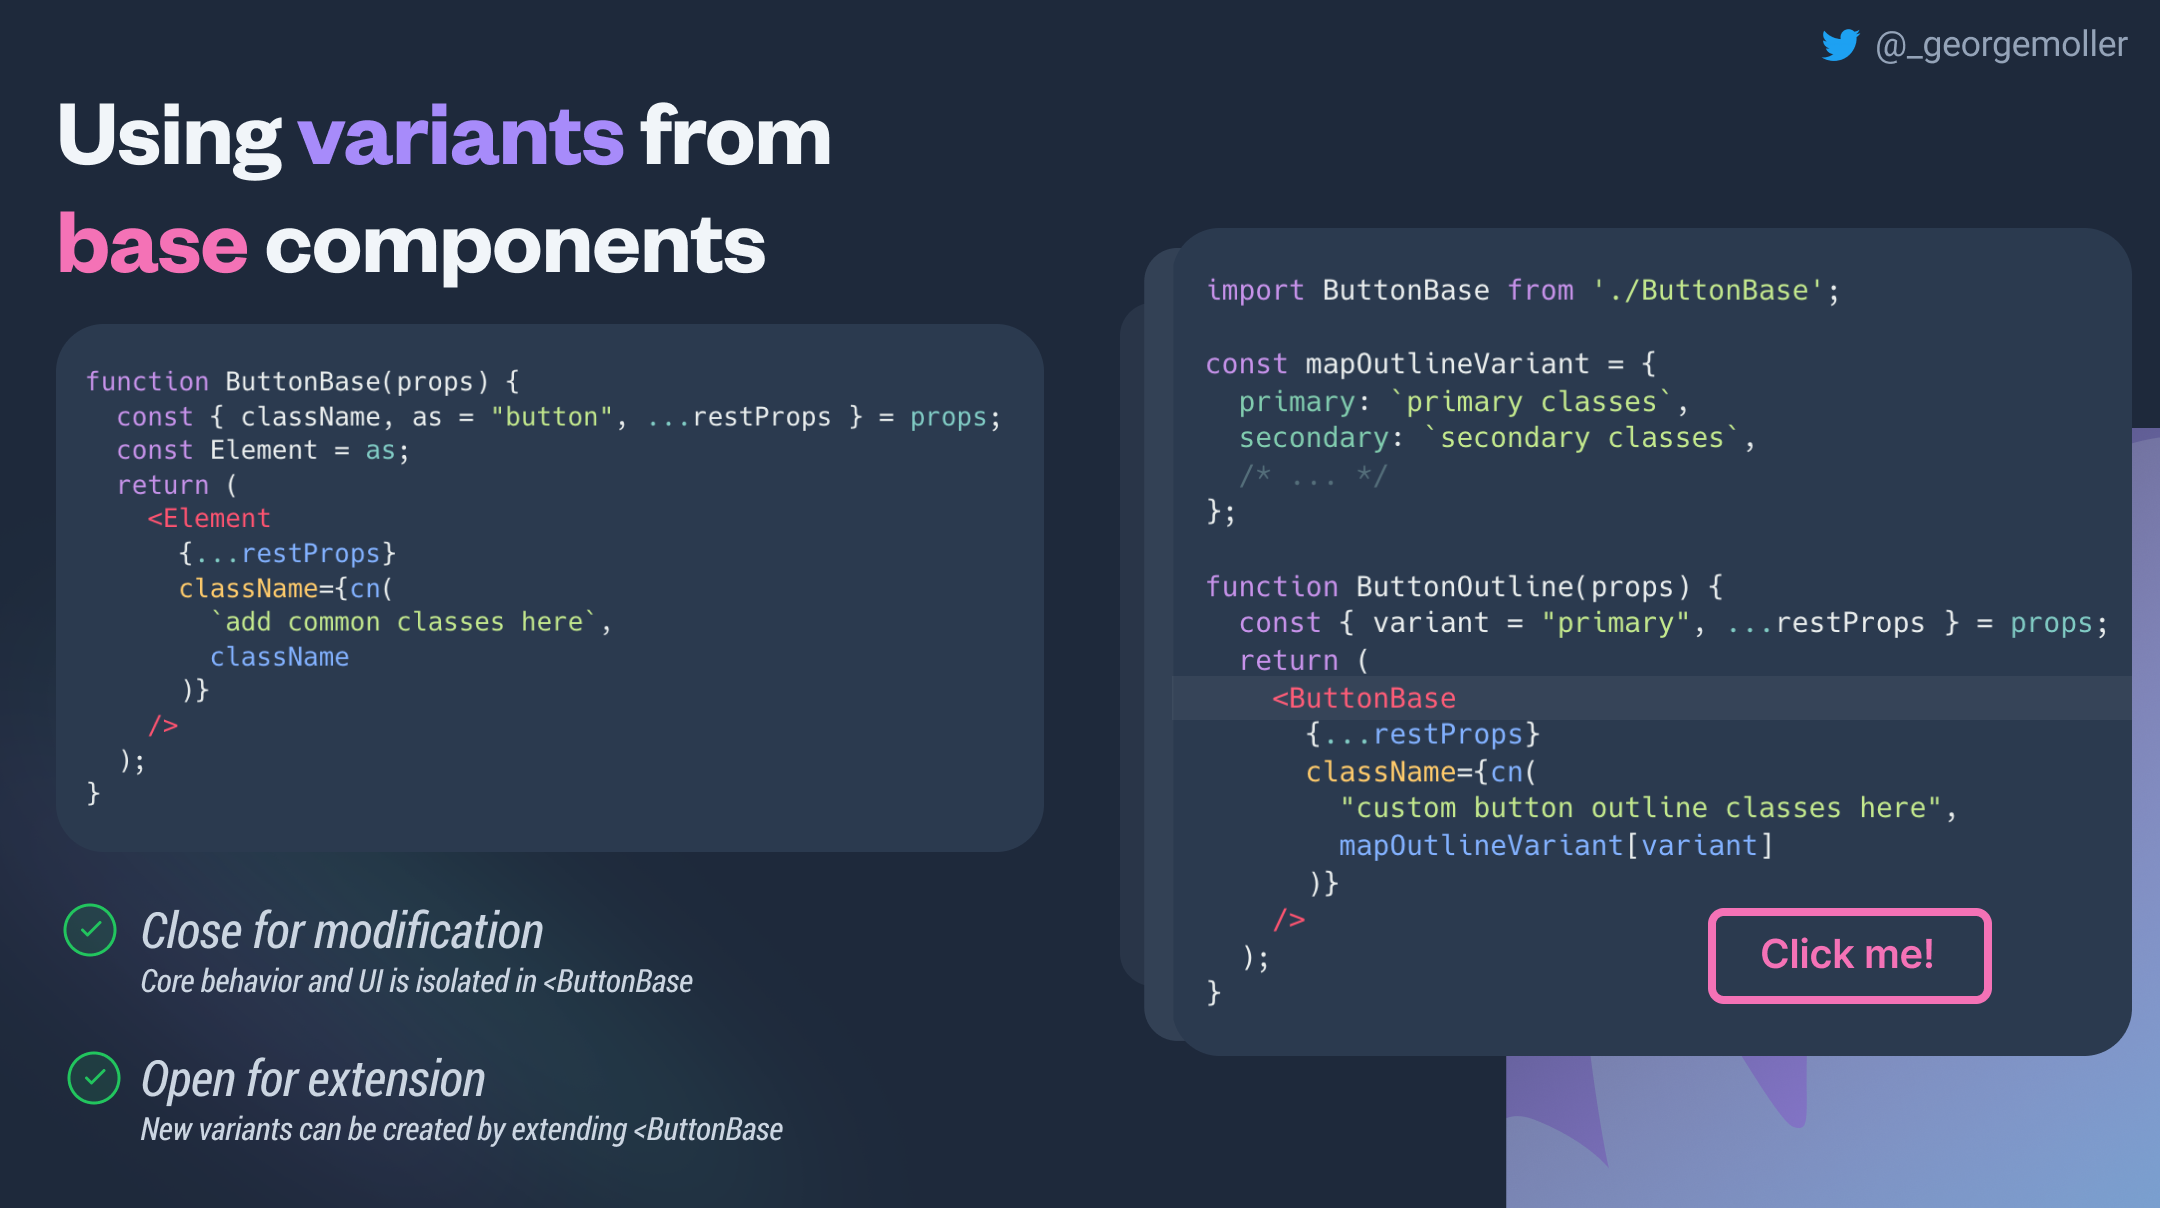 @_georgemoller
Using variants from
base components
function ButtonBase(props) {
  const { className, as = "button", ...restProps } = props;
  const Element = as;
  return (
    <Element
      {...restProps}
      className={cn(
        `add common classes here`,
        className
      )}
    />
  );
}
Close for modification
Core behavior and UI is isolated in <ButtonBase
Open for extension
New variants can be created by extending <ButtonBase
import ButtonBase from './ButtonBase';
const mapOutlineVariant = {
  primary: `primary classes`,
  secondary: `secondary classes`,
  /* ... */
};
function ButtonOutline(props) {
  const { variant = "primary", ...restProps } = props;
  return (
    <ButtonBase
      {...restProps}
      className={cn(
        "custom button outline classes here",
        mapOutlineVariant[variant]
      )}
    />
  );
}
Click me!